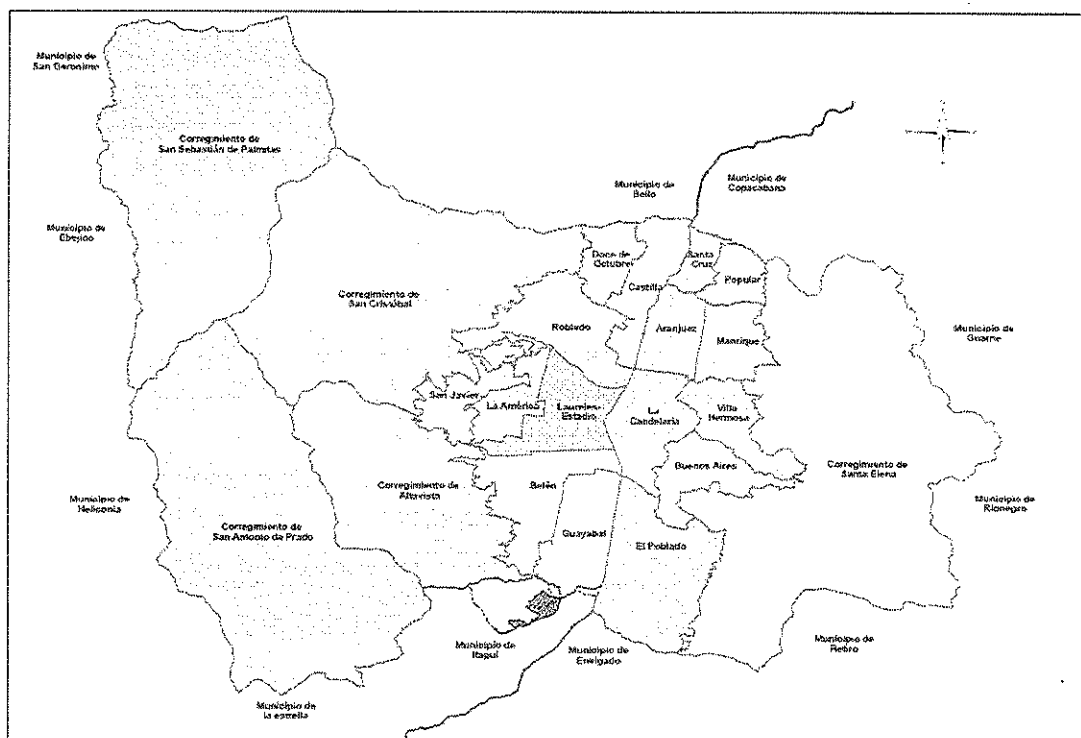 Municipio de
San Geronimo
Corregimiento de
San Sebastián de Palmitas
Municipio de
Bello
Municipio de
Copacabana
Municipio de
Ebejico
Doce de
Octubre
Santa
Cruz
Popular
Castilla
Corregimiento de
San Cristóbal
Robledo
Aranjuez
Manrique
Municipio de
Guarne
San Javier
La América
Laureles-
Estadio
La
Candelaria
Villa
Hermosa
Buenos Aires
Corregimiento de
Santa Elena
Municipio de
Heliconia
Corregimiento de
Altavista
Belén
Municipio de
Rionegro
Corregimiento de
San Antonio de Prado
Guayabal
El Poblado
Municipio de
Itagui
Municipio de
Envigado
Municipio de
Retiro
Municipio de
la estrella